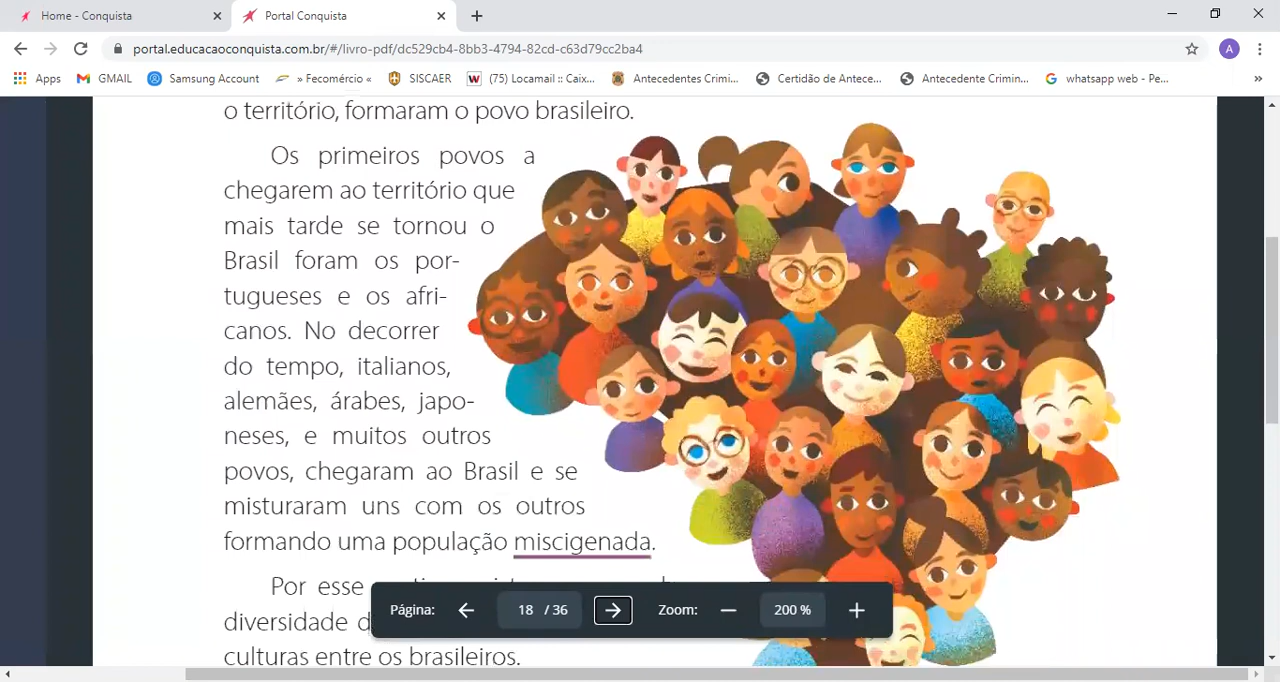 Home - Conquista
Portal Conquista
portal.educacaoconquista.com.br/#/livro-pdf/dc529cb4-8bb3-4794-82cd-c63d79cc2ba4
A
Apps GMAIL Samsung Account » Fecomércio « SISCAER (75) Locamail :: Caix... Antecedentes Crimi... Certidão de Antece... Antecedente Crimin... whatsapp web - Pe... »
o território, formaram o povo brasileiro.
Os primeiros povos a
chegarem ao território que
mais tarde se tornou o
Brasil foram os por-
tugueses e os afri-
canos. No decorrer
do tempo, italianos,
alemães, árabes, japo-
neses, e muitos outros
povos, chegaram ao Brasil e se
misturaram uns com os outros
formando uma população miscigenada.
Por esse
diversidade
culturas entre os brasileiros.
Página: 18 / 36 Zoom: 200 %